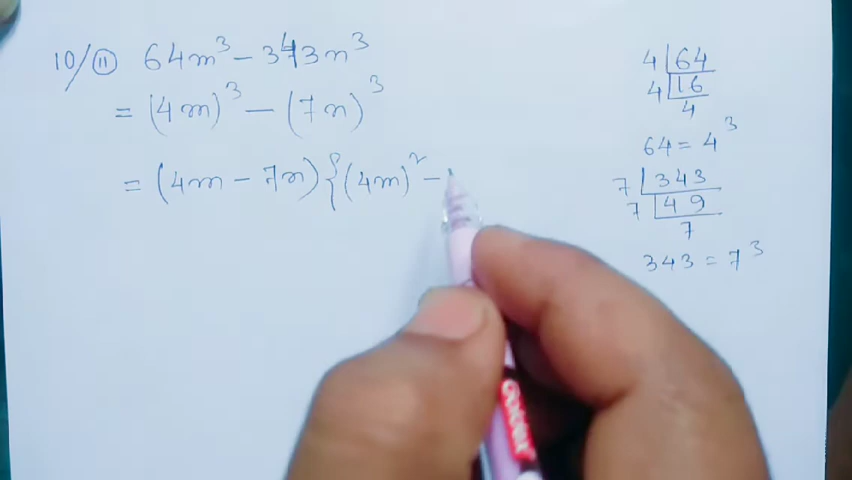 10/⑪ 64m³ - 343n³
= (4m)³ - (7n)³
= (4m - 7n){(4m)² -
4 | 64
4 | 16
4
64 = 4³
7 | 343
7 | 49
7
343 = 7³